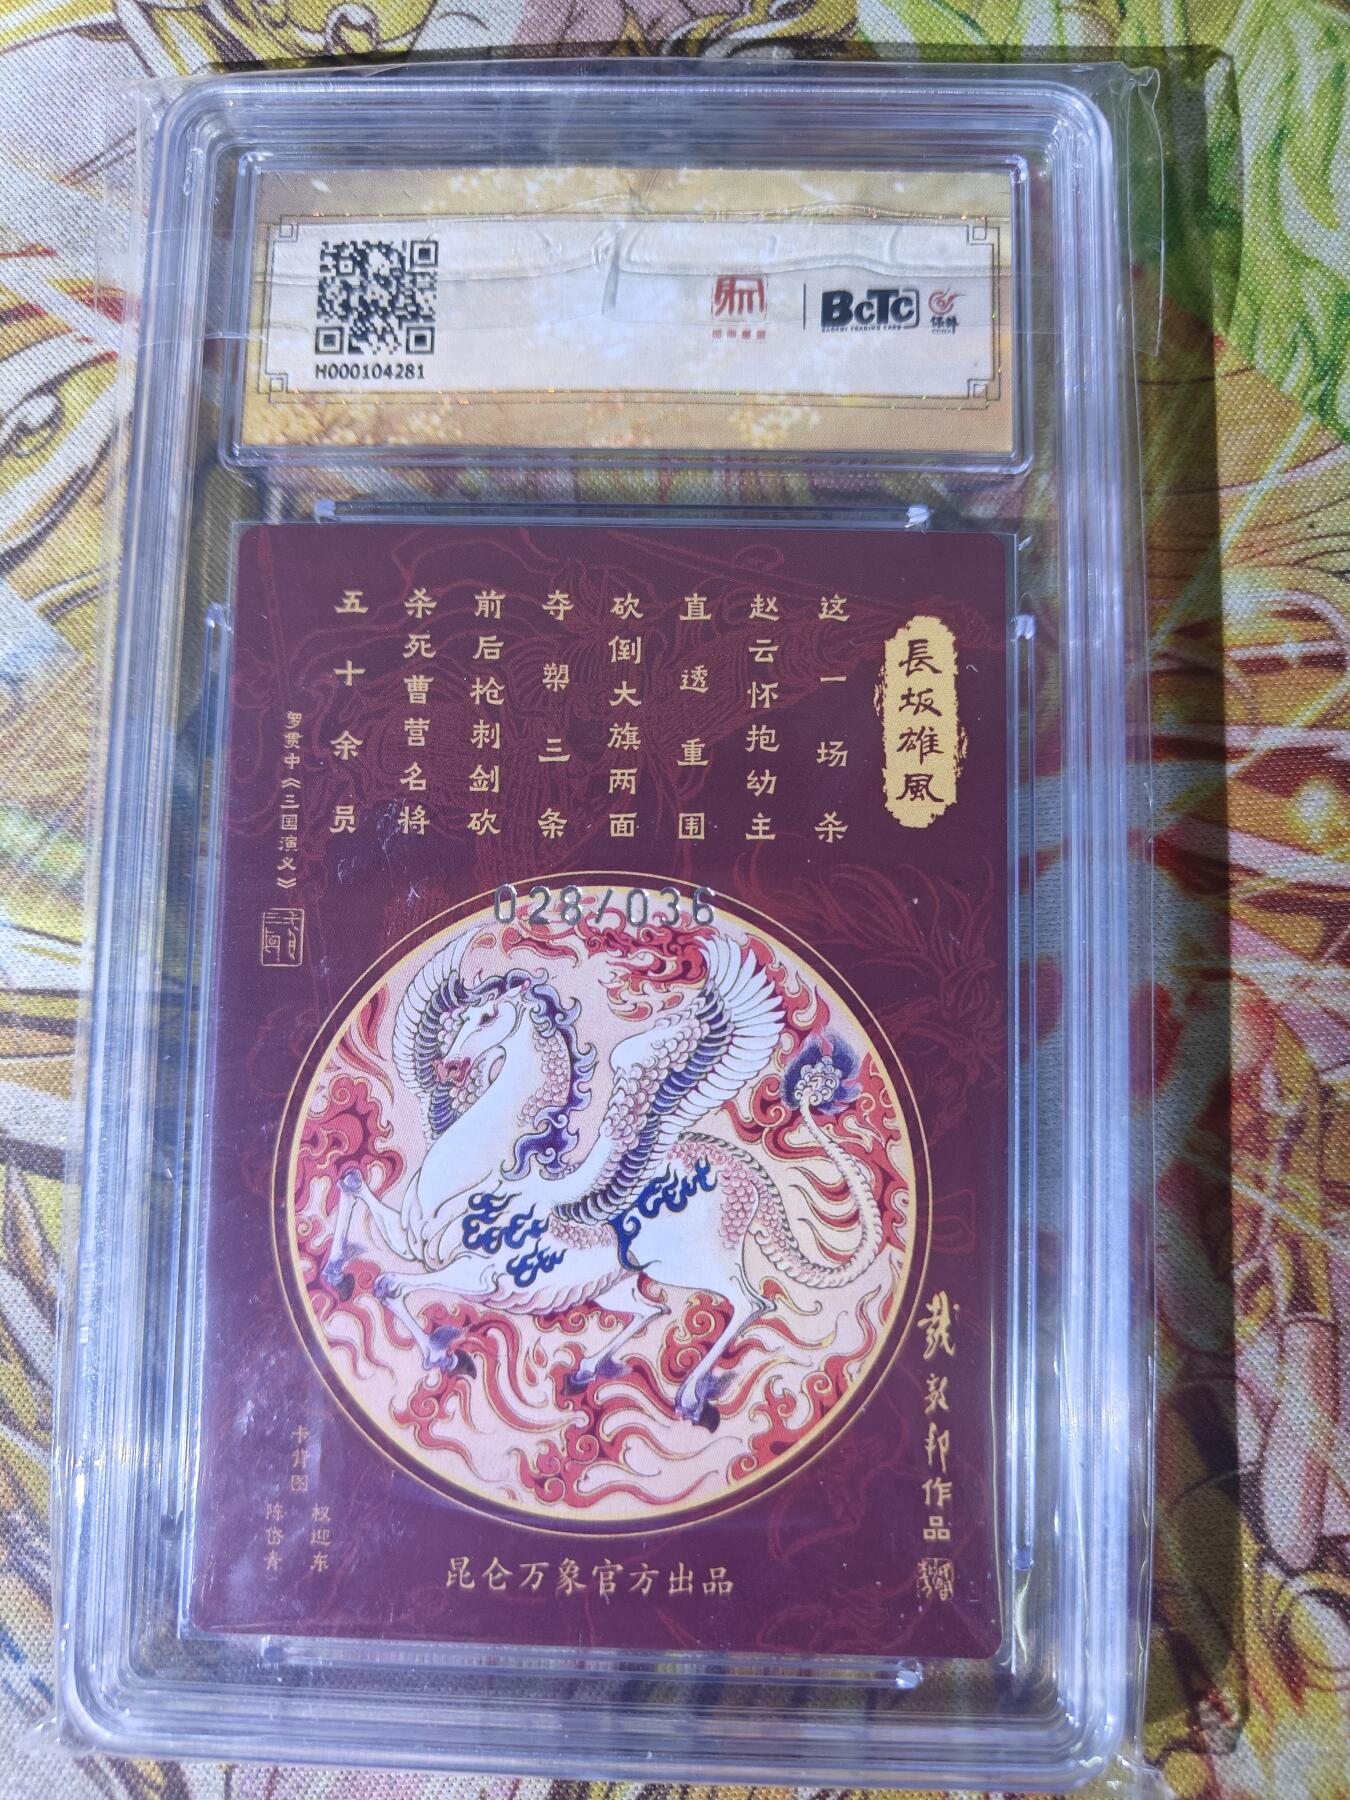 H000104281
BCTC
保粹
長坂雄風
这一场杀
赵云怀抱幼主
直透重围
砍倒大旗两面
夺槊三条
前后枪刺剑砍
杀死曹营名将
五十余员
罗贯中《三国演义》
028/036
戴敦邦作品
卡背图
权迎东
陈岱青
昆仑万象官方出品